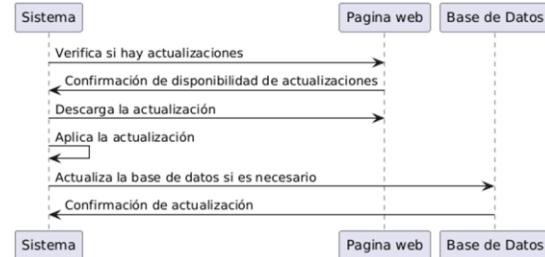 Sistema
Pagina web
Base de Datos
Verifica si hay actualizaciones
Confirmación de disponibilidad de actualizaciones
Descarga la actualización
Aplica la actualización
Actualiza la base de datos si es necesario
Confirmación de actualización
Sistema
Pagina web
Base de Datos